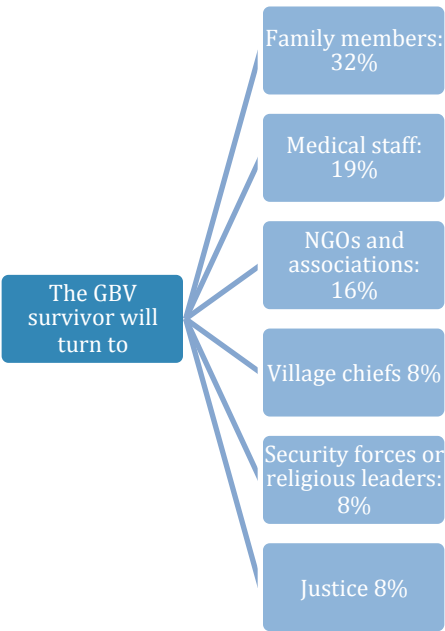 The GBV
survivor will
turn to
Family members:
32%
Medical staff:
19%
NGOs and
associations:
16%
Village chiefs 8%
Security forces or
religious leaders:
8%
Justice 8%